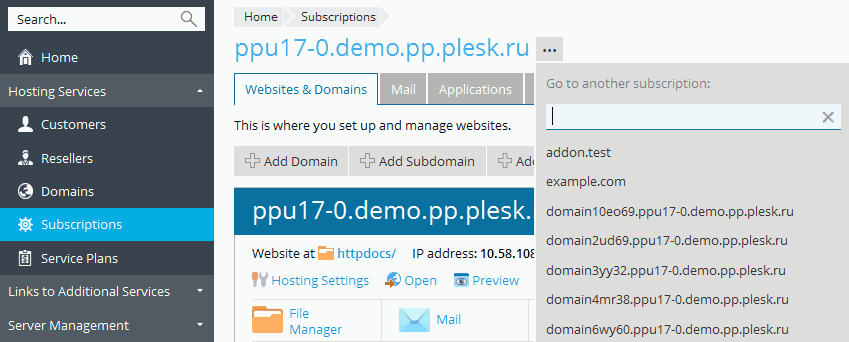 Search...
Home
Hosting Services
Customers
Resellers
Domains
Subscriptions
Service Plans
Links to Additional Services
Server Management
Home Subscriptions
ppu17-0.demo.pp.plesk.ru ...
Websites & Domains Mail Applications
This is where you set up and manage websites.
Add Domain Add Subdomain
ppu17-0.demo.pp.plesk.
Website at httpdocs/ IP address: 10.58.108
Hosting Settings Open Preview
File
Manager
Mail
Go to another subscription:
addon.test
example.com
domain10eo69.ppu17-0.demo.pp.plesk.ru
domain2ud69.ppu17-0.demo.pp.plesk.ru
domain3yy32.ppu17-0.demo.pp.plesk.ru
domain4mr38.ppu17-0.demo.pp.plesk.ru
domain6wy60.ppu17-0.demo.pp.plesk.ru